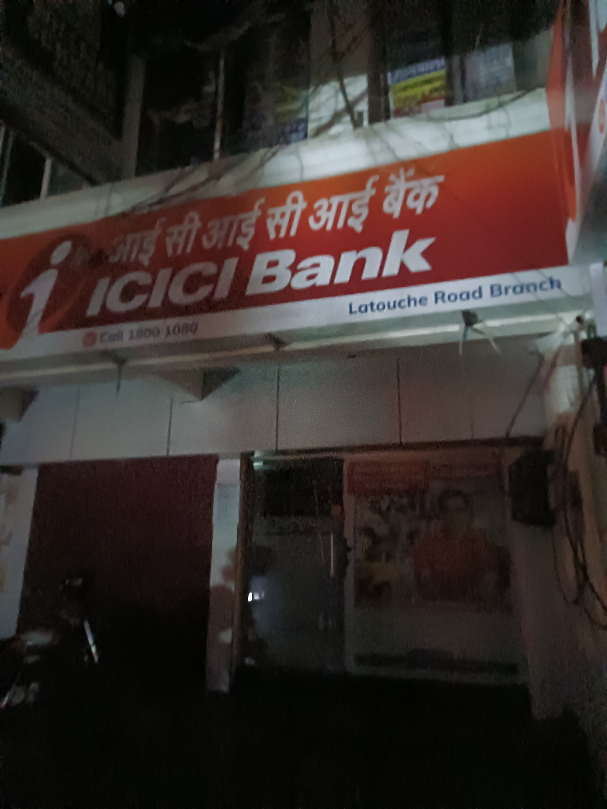 आई सी आई सी आई बैंक
ICICI Bank
Latouche Road Branch
Call 1800 1080